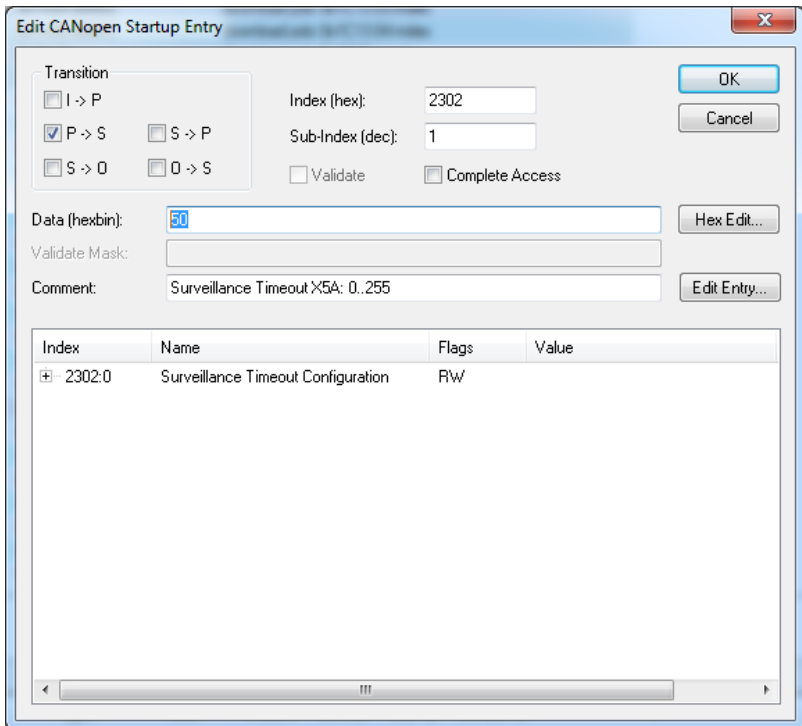 Edit CANopen Startup Entry
Transition
I -> P
P -> S
S -> P
S -> O
O -> S
Index (hex):
2302
Sub-Index (dec):
1
Validate
Complete Access
OK
Cancel
Data (hexbin):
50
Hex Edit...
Validate Mask:
Comment:
Surveillance Timeout X5A: 0..255
Edit Entry...
Index Name Flags Value
2302:0 Surveillance Timeout Configuration RW